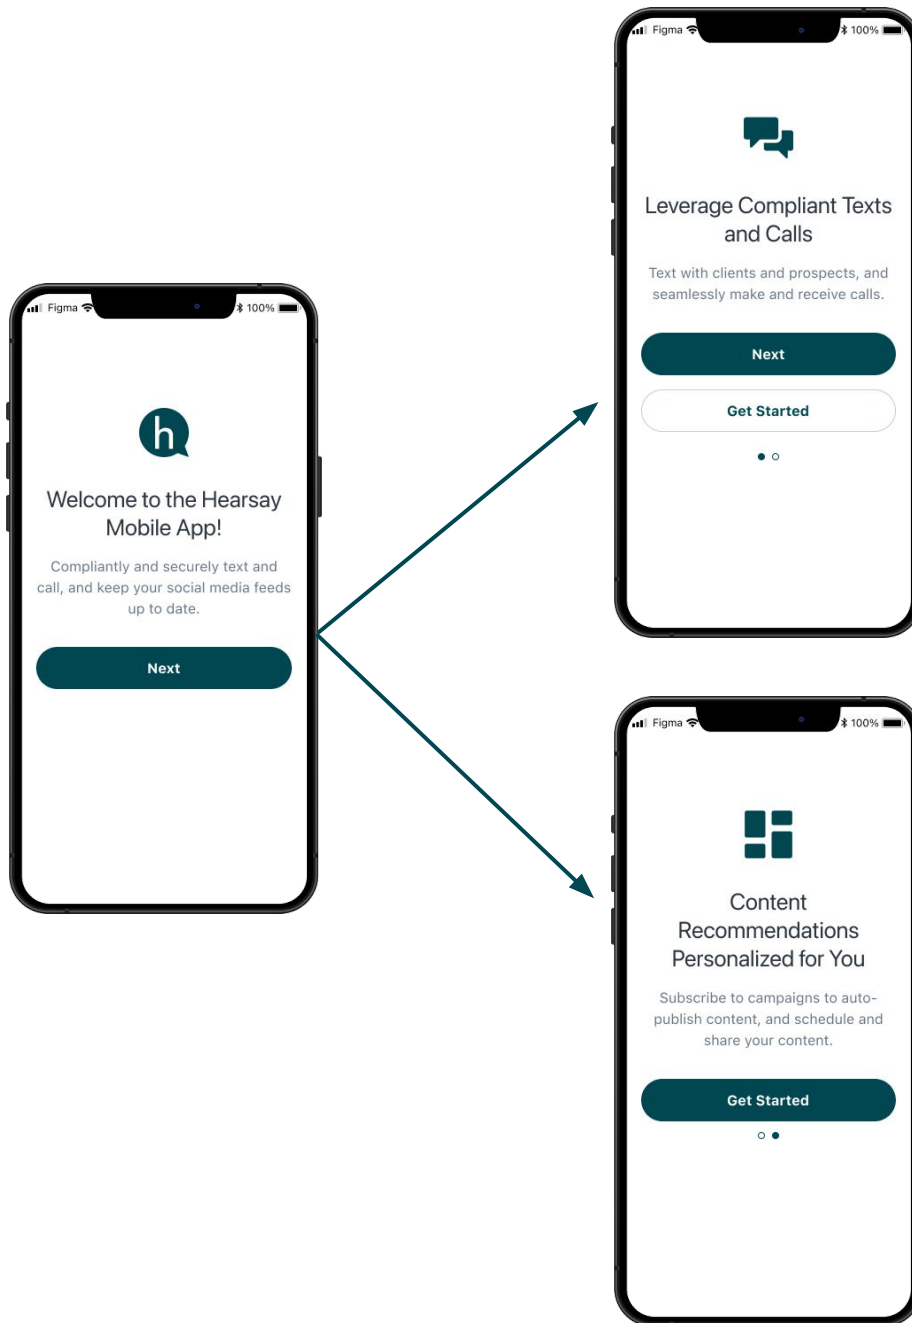 Figma
100%
h
Welcome to the Hearsay
Mobile App!
Compliantly and securely text and
call, and keep your social media feeds
up to date.
Next
Figma
100%
Leverage Compliant Texts
and Calls
Text with clients and prospects, and
seamlessly make and receive calls.
Next
Get Started
Figma
100%
Content
Recommendations
Personalized for You
Subscribe to campaigns to auto-
publish content, and schedule and
share your content.
Get Started